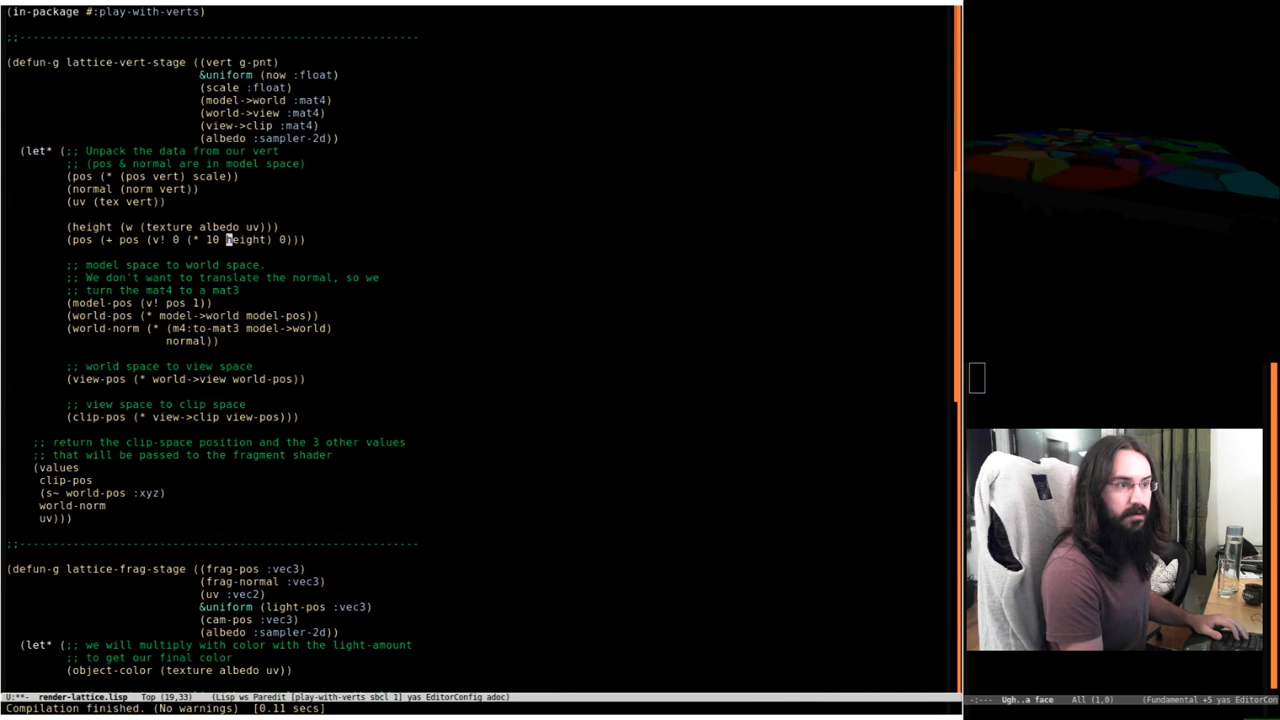 (in-package #:play-with-verts)
;;------------------------------------------------------------
(defun-g lattice-vert-stage ((vert g-pnt)
&uniform (now :float)
(scale :float)
(model->world :mat4)
(world->view :mat4)
(view->clip :mat4)
(albedo :sampler-2d))
(let* (;; Unpack the data from our vert
;; (pos & normal are in model space)
(pos (* (pos vert) scale))
(normal (norm vert))
(uv (tex vert))
(height (w (texture albedo uv)))
(pos (+ pos (v! 0 (* 10 height) 0)))
;; model space to world space.
;; We don't want to translate the normal, so we
;; turn the mat4 to a mat3
(model-pos (v! pos 1))
(world-pos (* model->world model-pos))
(world-norm (* (m4:to-mat3 model->world)
normal))
;; world space to view space
(view-pos (* world->view world-pos))
;; view space to clip space
(clip-pos (* view->clip view-pos)))
;; return the clip-space position and the 3 other values
;; that will be passed to the fragment shader
(values
clip-pos
(s~ world-pos :xyz)
world-norm
uv)))
;;------------------------------------------------------------
(defun-g lattice-frag-stage ((frag-pos :vec3)
(frag-normal :vec3)
(uv :vec2)
&uniform (light-pos :vec3)
(cam-pos :vec3)
(albedo :sampler-2d))
(let* (;; we will multiply with color with the light-amount
;; to get our final color
(object-color (texture albedo uv))
U:**- render-lattice.lisp Top (19,33) (Lisp ws Paredit [play-with-verts sbcl 1] yas EditorConfig adoc)
Compilation finished. (No warnings) [0.11 secs]
-:--- Ugh..a face All (1,0) (Fundamental +5 yas EditorCon